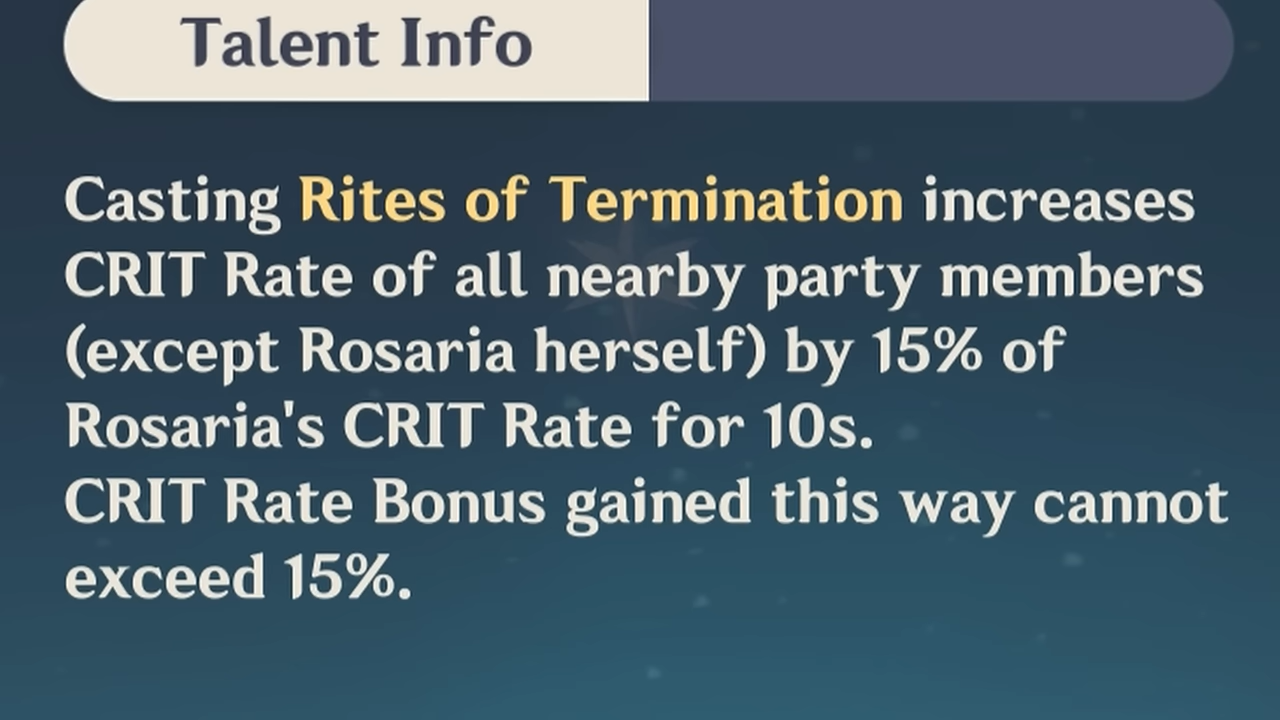 Talent Info
Casting Rites of Termination increases
CRIT Rate of all nearby party members
(except Rosaria herself) by 15% of
Rosaria's CRIT Rate for 10s.
CRIT Rate Bonus gained this way cannot
exceed 15%.